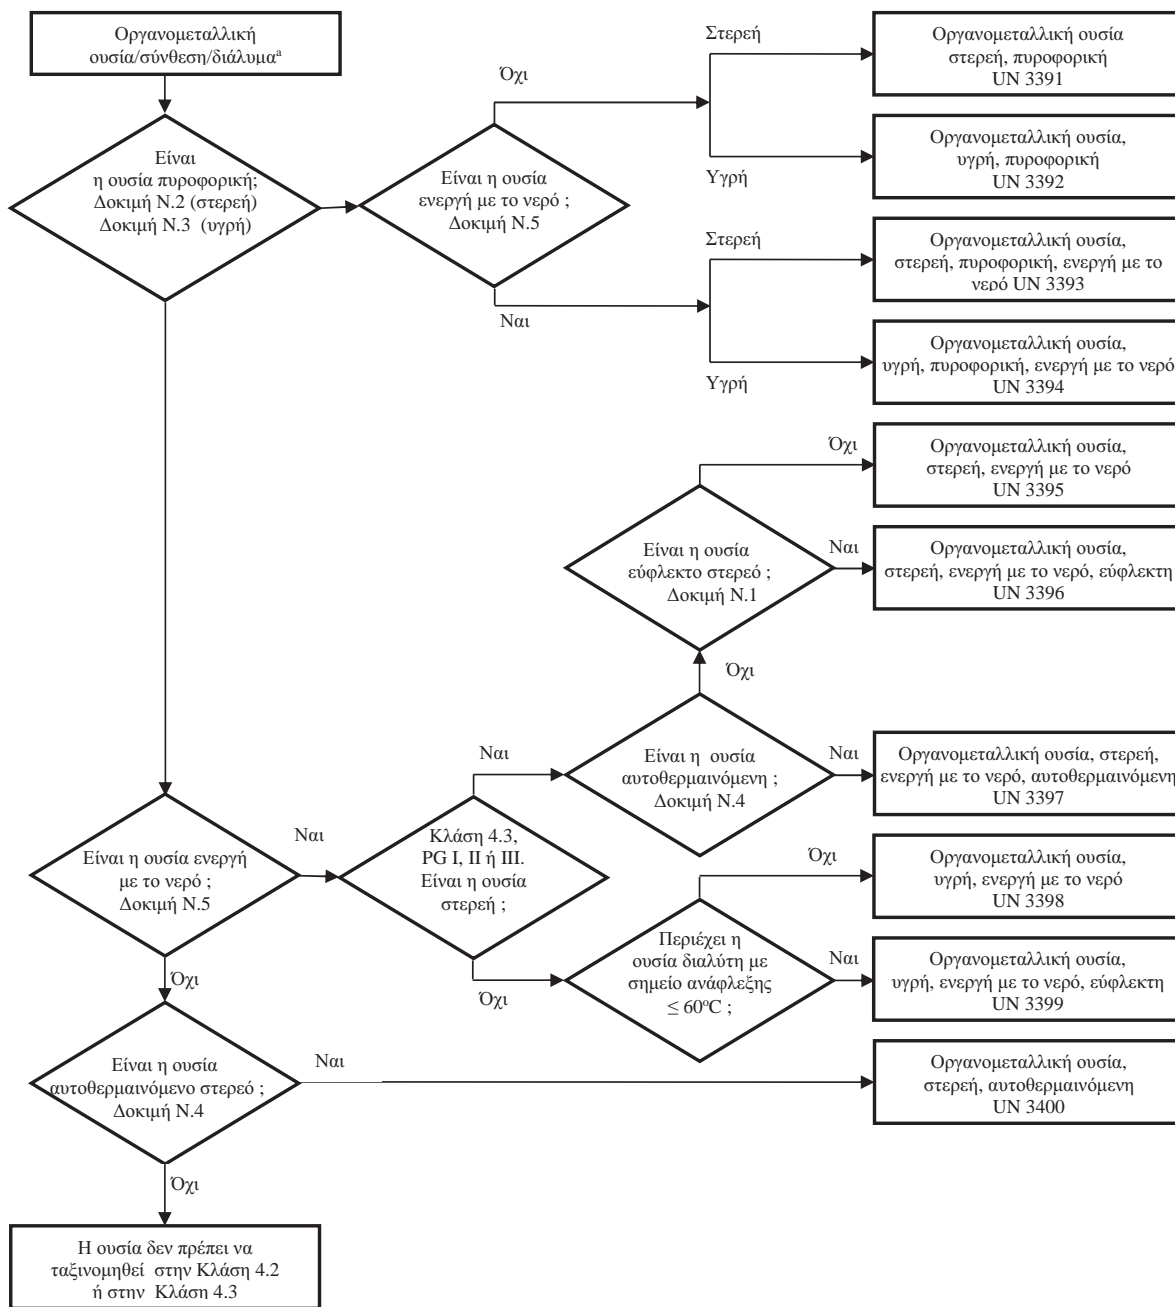 Οργανομεταλλική
ουσία/σύνθεση/διάλυμαᵃ
Είναι
η ουσία πυροφορική;
Δοκιμή N.2 (στερεή)
Δοκιμή N.3 (υγρή)
Όχι
Είναι η ουσία
ενεργή με το νερό ;
Δοκιμή N.5
Ναι
Στερεή
Οργανομεταλλική ουσία
στερεή, πυροφορική
UN 3391
Υγρή
Οργανομεταλλική ουσία,
υγρή, πυροφορική
UN 3392
Στερεή
Οργανομεταλλική ουσία,
στερεή, πυροφορική, ενεργή με το
νερό UN 3393
Υγρή
Οργανομεταλλική ουσία,
υγρή, πυροφορική, ενεργή με το νερό
UN 3394
Όχι
Οργανομεταλλική ουσία,
στερεή, ενεργή με το νερό
UN 3395
Είναι η ουσία
εύφλεκτο στερεό ;
Δοκιμή N.1
Ναι
Οργανομεταλλική ουσία,
στερεή, ενεργή με το νερό, εύφλεκτη
UN 3396
Όχι
Ναι
Είναι η ουσία
αυτοθερμαινόμενη ;
Δοκιμή N.4
Ναι
Οργανομεταλλική ουσία, στερεή,
ενεργή με το νερό, αυτοθερμαινόμενη
UN 3397
Είναι η ουσία ενεργή
με το νερό ;
Δοκιμή N.5
Ναι
Κλάση 4.3,
PG I, II ή III.
Είναι η ουσία
στερεή ;
Όχι
Οργανομεταλλική ουσία,
υγρή, ενεργή με το νερό
UN 3398
Όχι
Περιέχει η
ουσία διαλύτη με
σημείο ανάφλεξης
≤ 60ºC ;
Ναι
Οργανομεταλλική ουσία,
υγρή, ενεργή με το νερό, εύφλεκτη
UN 3399
Όχι
Είναι η ουσία
αυτοθερμαινόμενο στερεό ;
Δοκιμή N.4
Ναι
Οργανομεταλλική ουσία,
στερεή, αυτοθερμαινόμενη
UN 3400
Όχι
Η ουσία δεν πρέπει να
ταξινομηθεί στην Κλάση 4.2
ή στην Κλάση 4.3